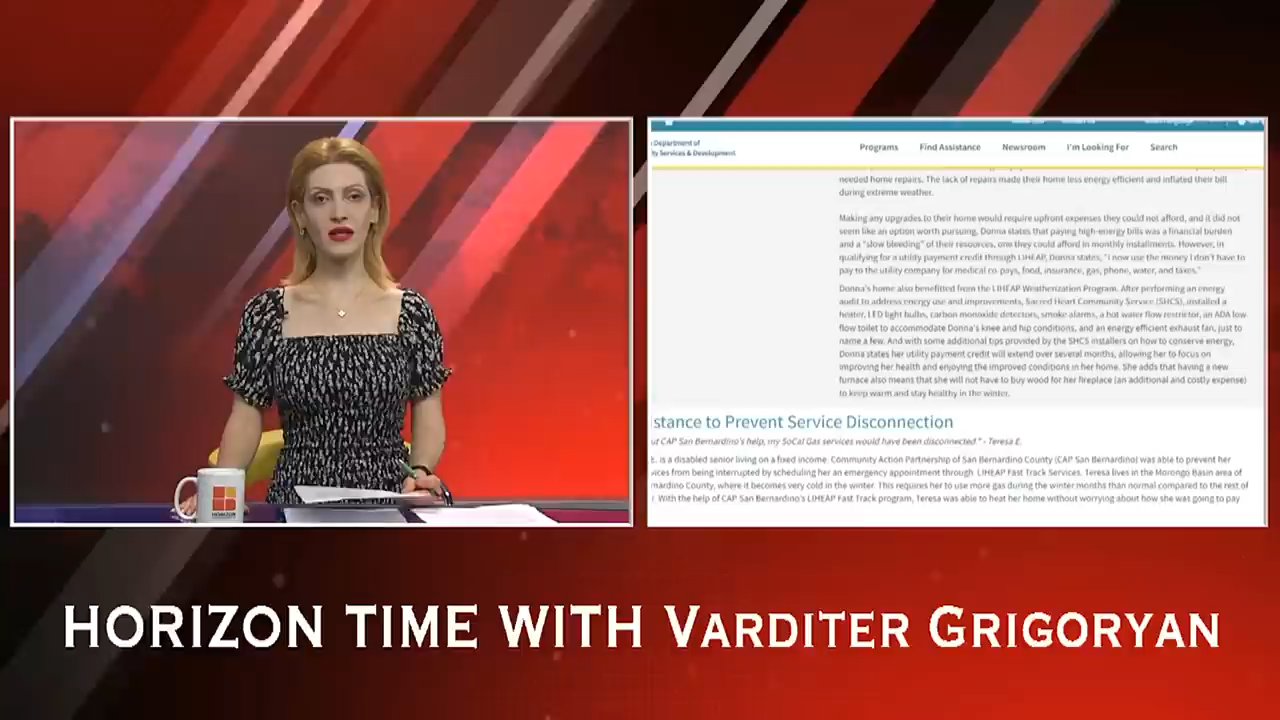 Department of
ty Services & Development
Programs Find Assistance Newsroom I'm Looking For Search
needed home repairs. The lack of repairs made their home less energy efficient and inflated their bill
during extreme weather.
Making any upgrades to their home would require upfront expenses they could not afford, and it did not
seem like an option worth pursuing. Donna states that paying high-energy bills was a financial burden
and a "slow bleeding" of their resources, one they could afford in monthly installments. However, in
qualifying for a utility payment credit through LIHEAP, Donna states, "I now use the money I don't have to
pay to the utility company for medical co-pays, food, insurance, gas, phone, water, and taxes."
Donna's home also benefitted from the LIHEAP Weatherization Program. After performing an energy
audit to address energy use and improvements, Sacred Heart Community Service (SHCS), installed a
heater, LED light bulbs, carbon monoxide detectors, smoke alarms, a hot water flow restrictor, an ADA low
flow toilet to accommodate Donna's knee and hip conditions, and an energy efficient exhaust fan, just to
name a few. And with some additional tips provided by the SHCS installers on how to conserve energy,
Donna states her utility payment credit will extend over several months, allowing her to focus on
improving her health and enjoying the improved conditions in her home. She adds that having a new
furnace also means that she will not have to buy wood for her fireplace (an additional and costly expense)
to keep warm and stay healthy in the winter.
stance to Prevent Service Disconnection
ut CAP San Bernardino's help, my SoCal Gas services would have been disconnected." - Teresa E.
E. is a disabled senior living on a fixed income. Community Action Partnership of San Bernardino County (CAP San Bernardino) was able to prevent her
vices from being interrupted by scheduling her an emergency appointment through LIHEAP Fast Track Services. Teresa lives in the Morongo Basin area of
rnardino County, where it becomes very cold in the winter. This requires her to use more gas during the winter months than normal compared to the rest of
. With the help of CAP San Bernardino's LIHEAP Fast Track program, Teresa was able to heat her home without worrying about how she was going to pay
HORIZON
HORIZON TIME WITH VARDITER GRIGORYAN